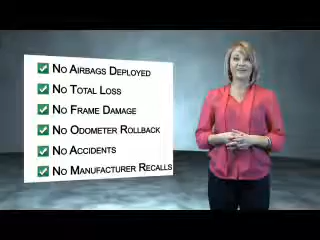 No Airbags Deployed
No Total Loss
No Frame Damage
No Odometer Rollback
No Accidents
No Manufacturer Recalls